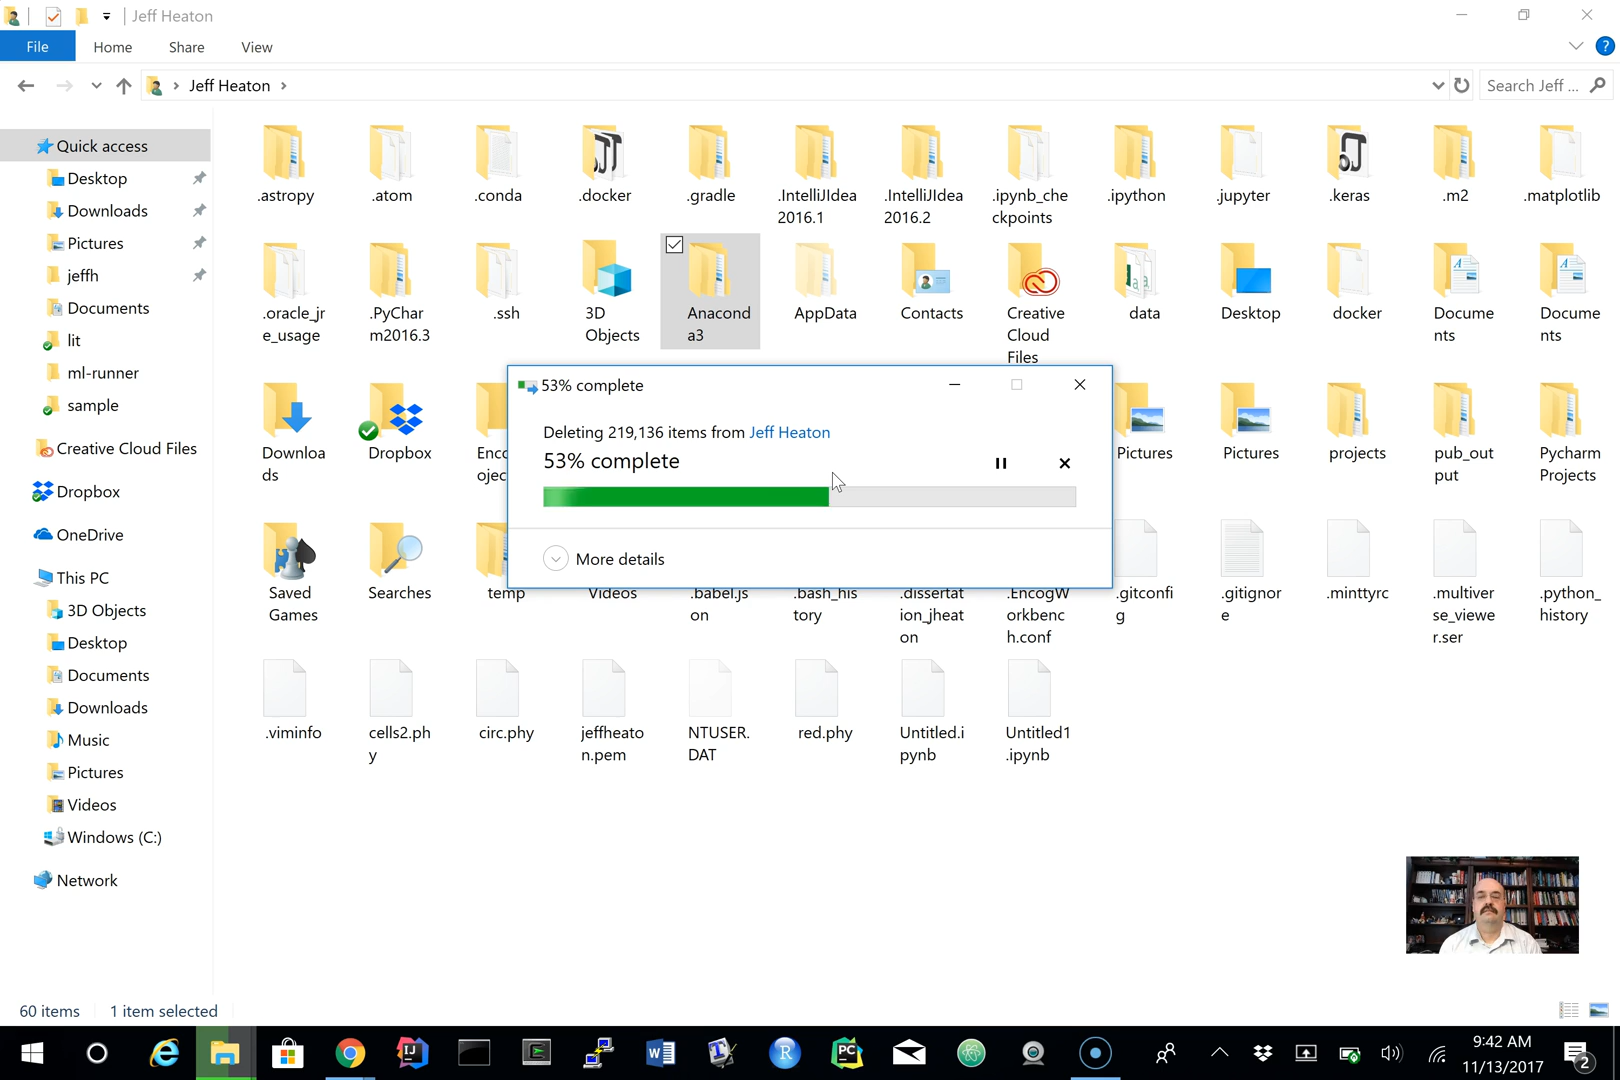 Jeff Heaton
File
Home
Share
View
?
Jeff Heaton
Search Jeff ...
Quick access
Desktop
Downloads
Pictures
jeffh
Documents
lit
ml-runner
sample
Creative Cloud Files
Dropbox
OneDrive
This PC
3D Objects
Desktop
Documents
Downloads
Music
Pictures
Videos
Windows (C:)
Network
.astropy
.atom
.conda
.docker
.gradle
.IntelliJIdea
2016.1
.IntelliJIdea
2016.2
.ipynb_che
ckpoints
.ipython
.jupyter
.keras
.m2
.matplotlib
.oracle_jr
e_usage
.PyChar
m2016.3
.ssh
3D
Objects
Anacond
a3
AppData
Contacts
Creative
Cloud
Files
data
Desktop
docker
Docume
nts
Docume
nts
Downloa
ds
Dropbox
Enco
ojec
Pictures
Pictures
projects
pub_out
put
Pycharm
Projects
53% complete
Deleting 219,136 items from Jeff Heaton
53% complete
More details
Saved
Games
Searches
temp
Videos
.babel.js
on
.bash_his
tory
.dissertat
ion_jheat
on
.EncogW
orkbenc
h.conf
.gitconfi
g
.gitignor
e
.minttyrc
.multiver
se_viewe
r.ser
.python_
history
.viminfo
cells2.ph
y
circ.phy
jeffheato
n.pem
NTUSER.
DAT
red.phy
Untitled.i
pynb
Untitled1
.ipynb
60 items
1 item selected
IJ
R
PC
9:42 AM
11/13/2017
2